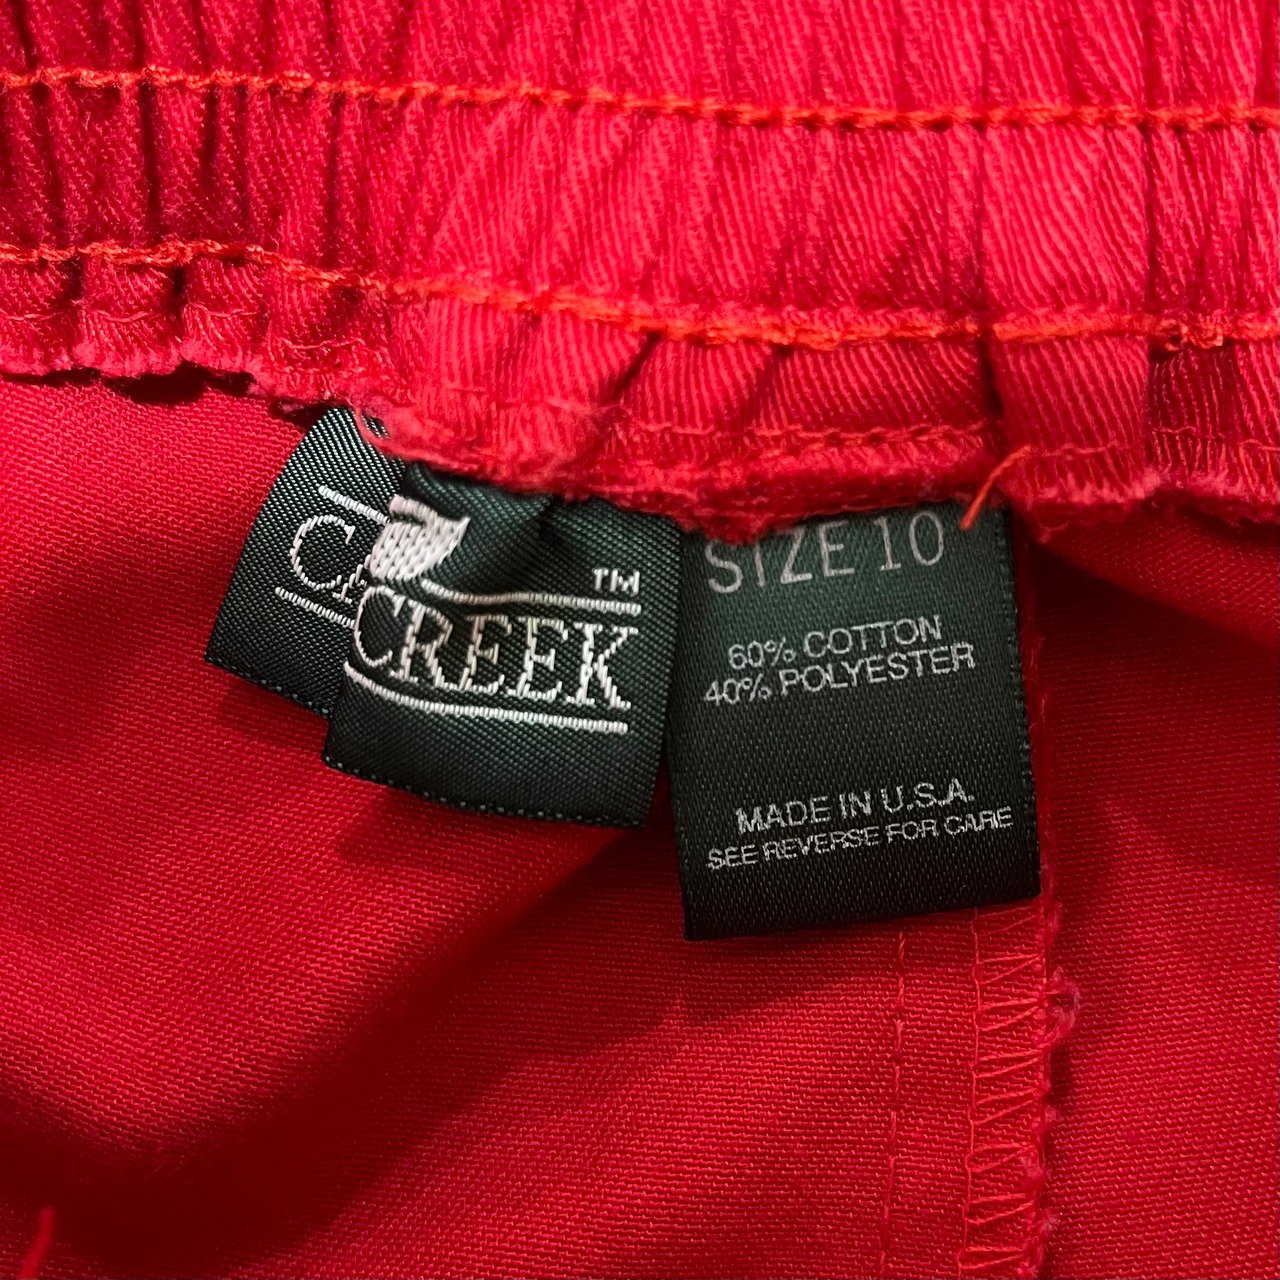 CREEK
TM
SIZE 10
60% COTTON
40% POLYESTER
MADE IN U.S.A.
SEE REVERSE FOR CARE